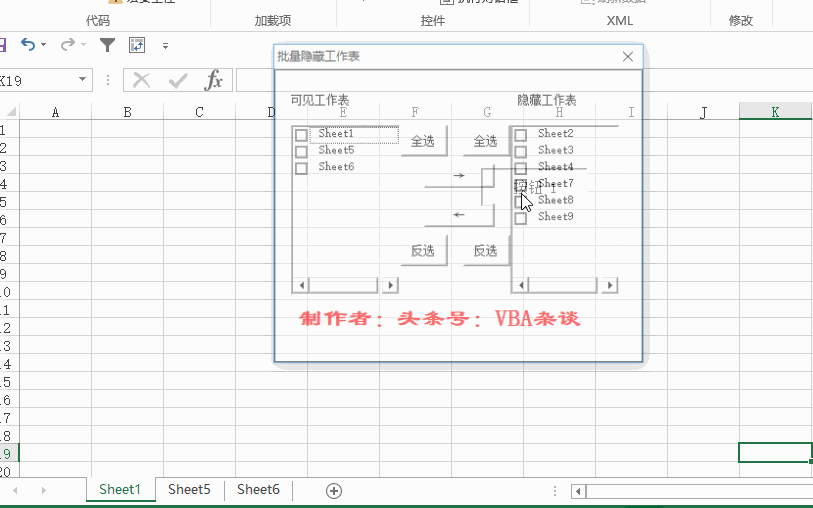 代码
加载项
控件
XML
修改
K19
fx
批量隐藏工作表
可见工作表
隐藏工作表
A B C D E F G H I J K
Sheet1
Sheet5
Sheet6
全选
全选
→
←
反选
反选
Sheet2
Sheet3
Sheet4
Sheet7
Sheet8
Sheet9
按钮 1
制作者：头条号：VBA杂谈
1
2
3
4
5
6
7
8
9
10
11
12
13
14
15
16
17
18
19
20
Sheet1 Sheet5 Sheet6